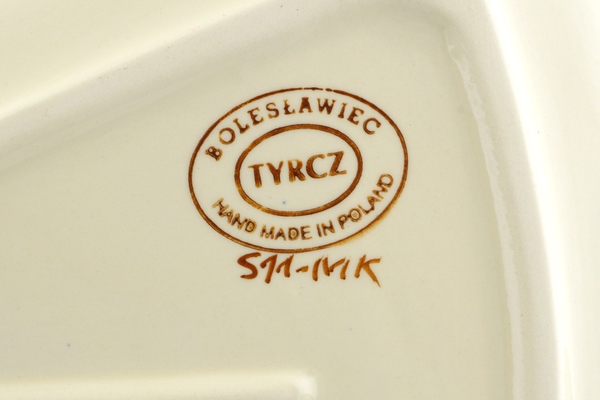 BOLESŁAWIEC
TYRCZ
HAND MADE IN POLAND
S11-MK